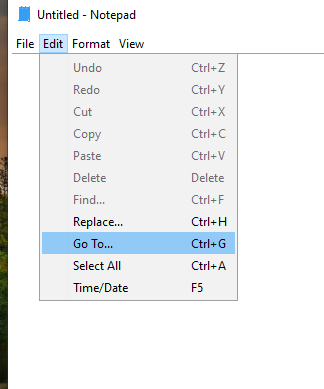 Untitled - Notepad
File Edit Format View
Undo Ctrl+Z
Redo Ctrl+Y
Cut Ctrl+X
Copy Ctrl+C
Paste Ctrl+V
Delete Delete
Find... Ctrl+F
Replace... Ctrl+H
Go To... Ctrl+G
Select All Ctrl+A
Time/Date F5